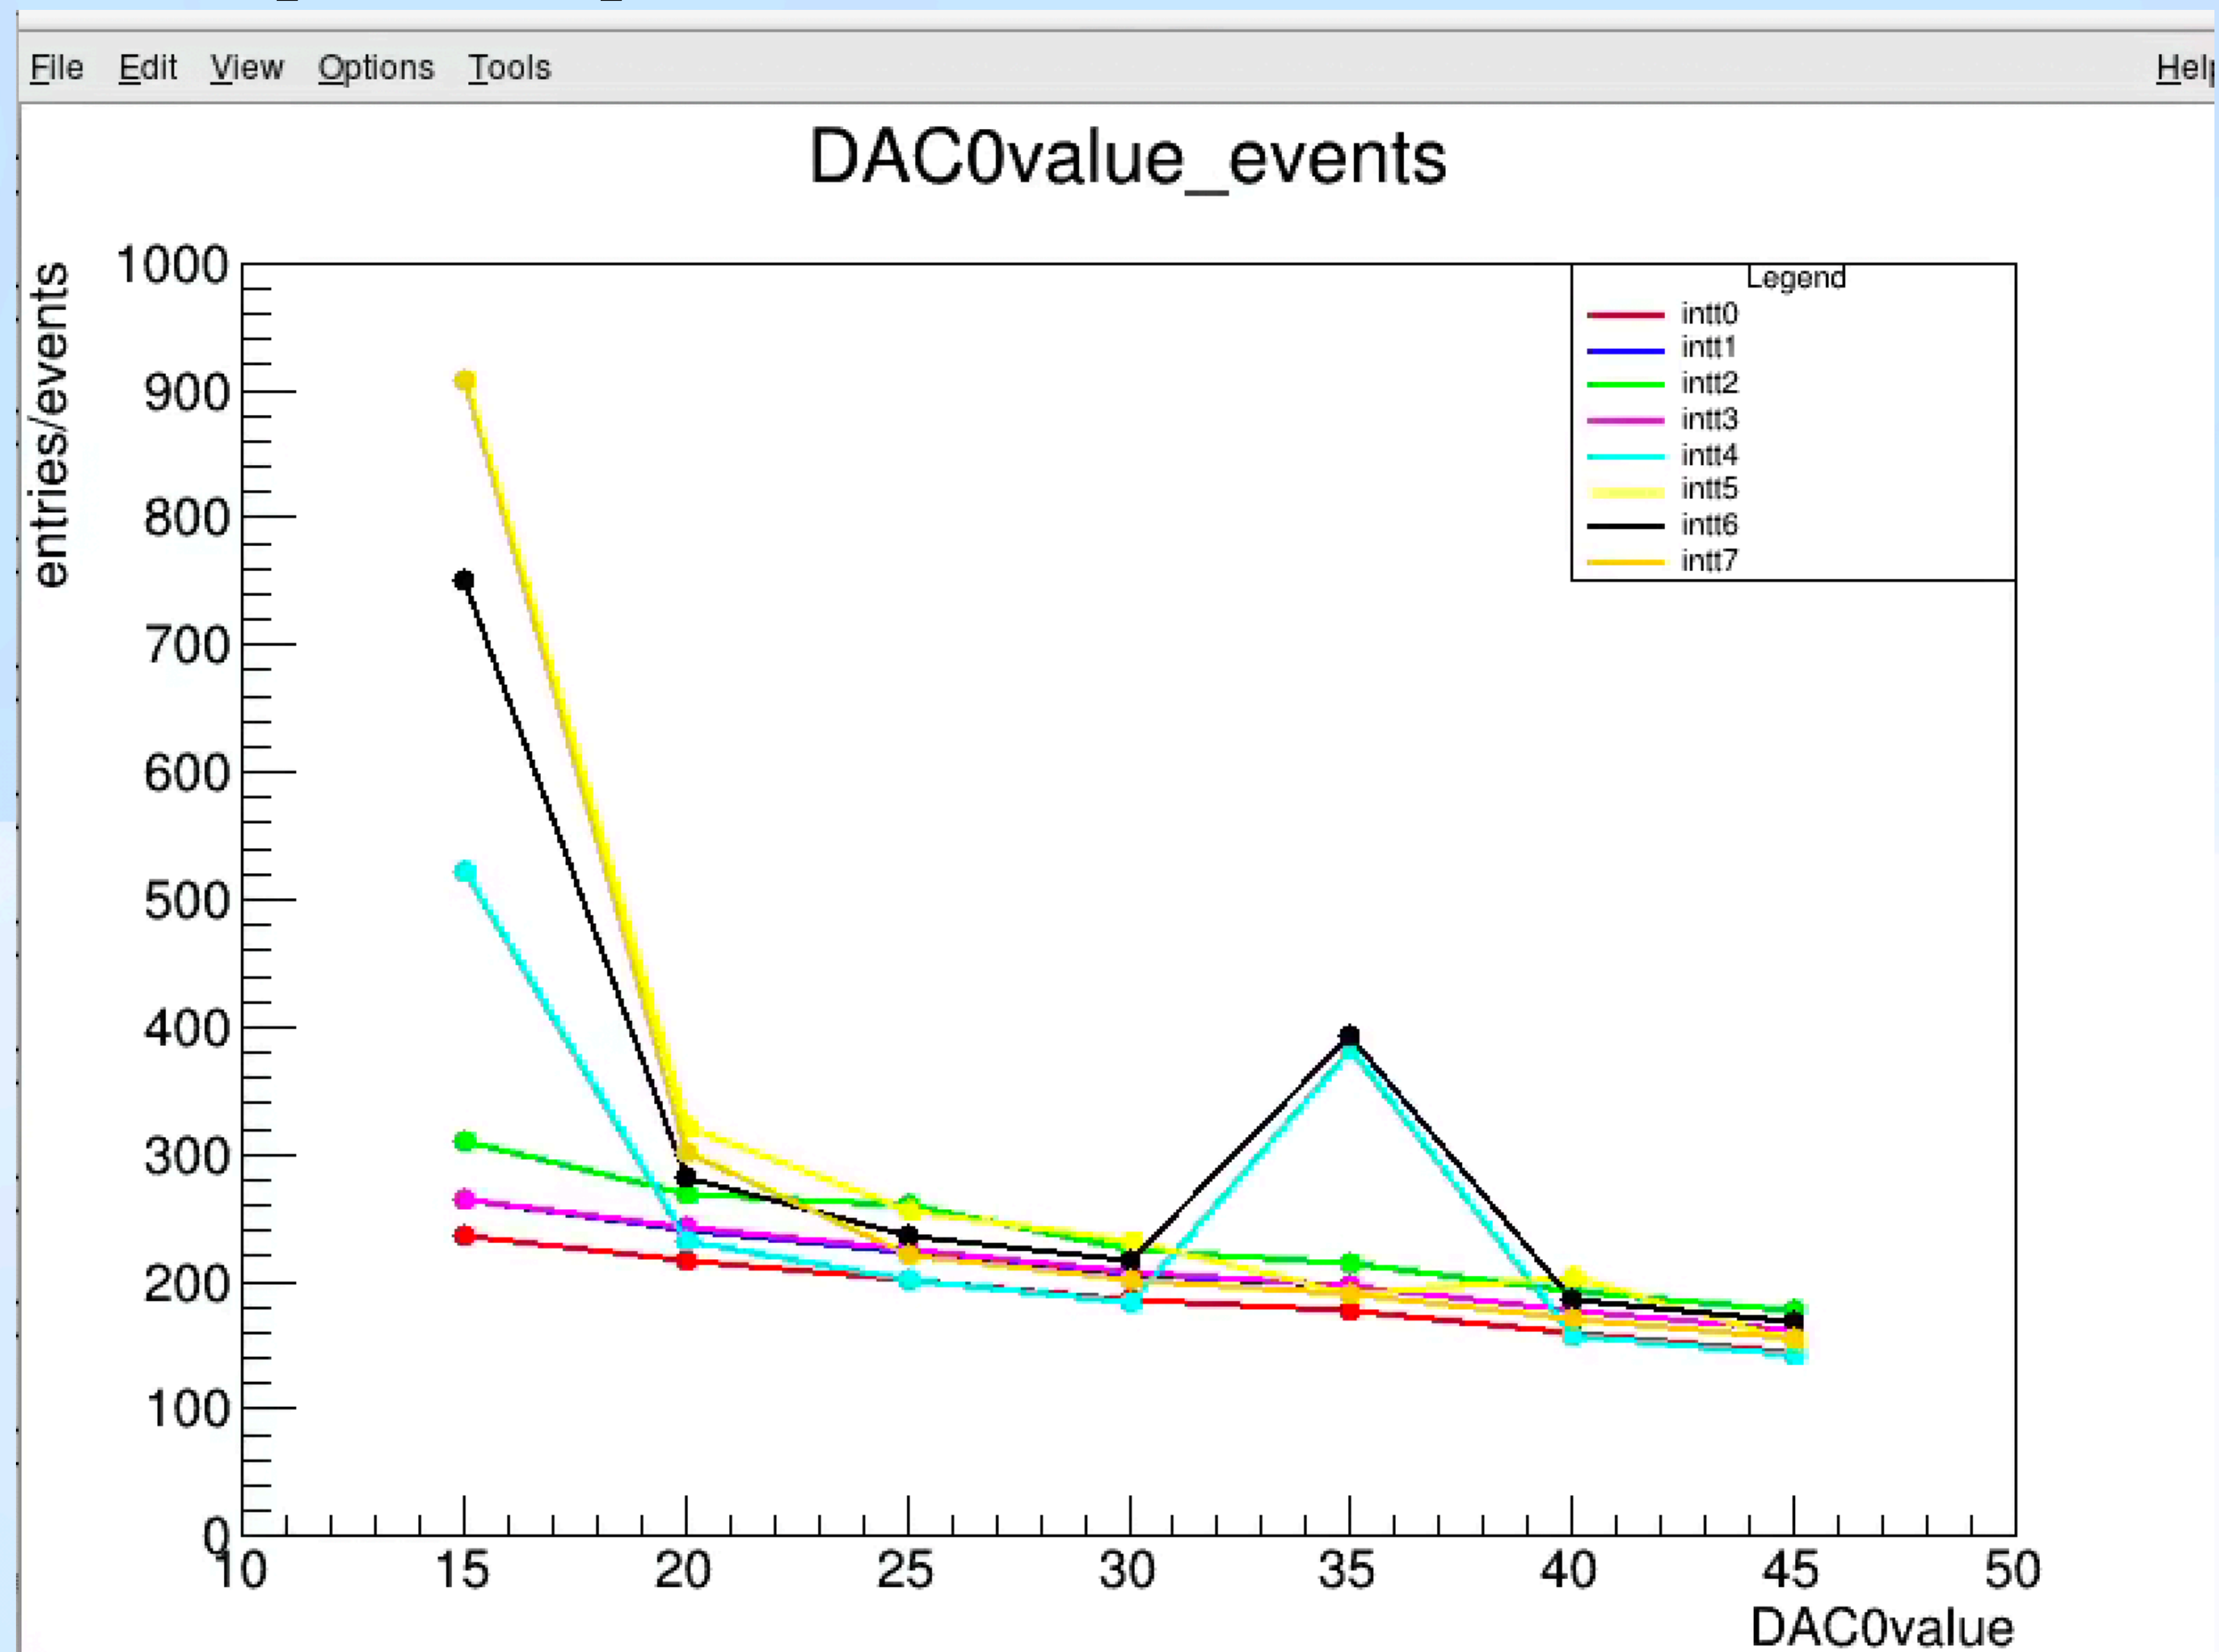 File Edit View Options Tools
DAC0value_events
entries/events
1000
900
800
700
600
500
400
300
200
100
0
10 15 20 25 30 35 40 45 50
DAC0value
Legend
intt0
intt1
intt2
intt3
intt4
intt5
intt6
intt7